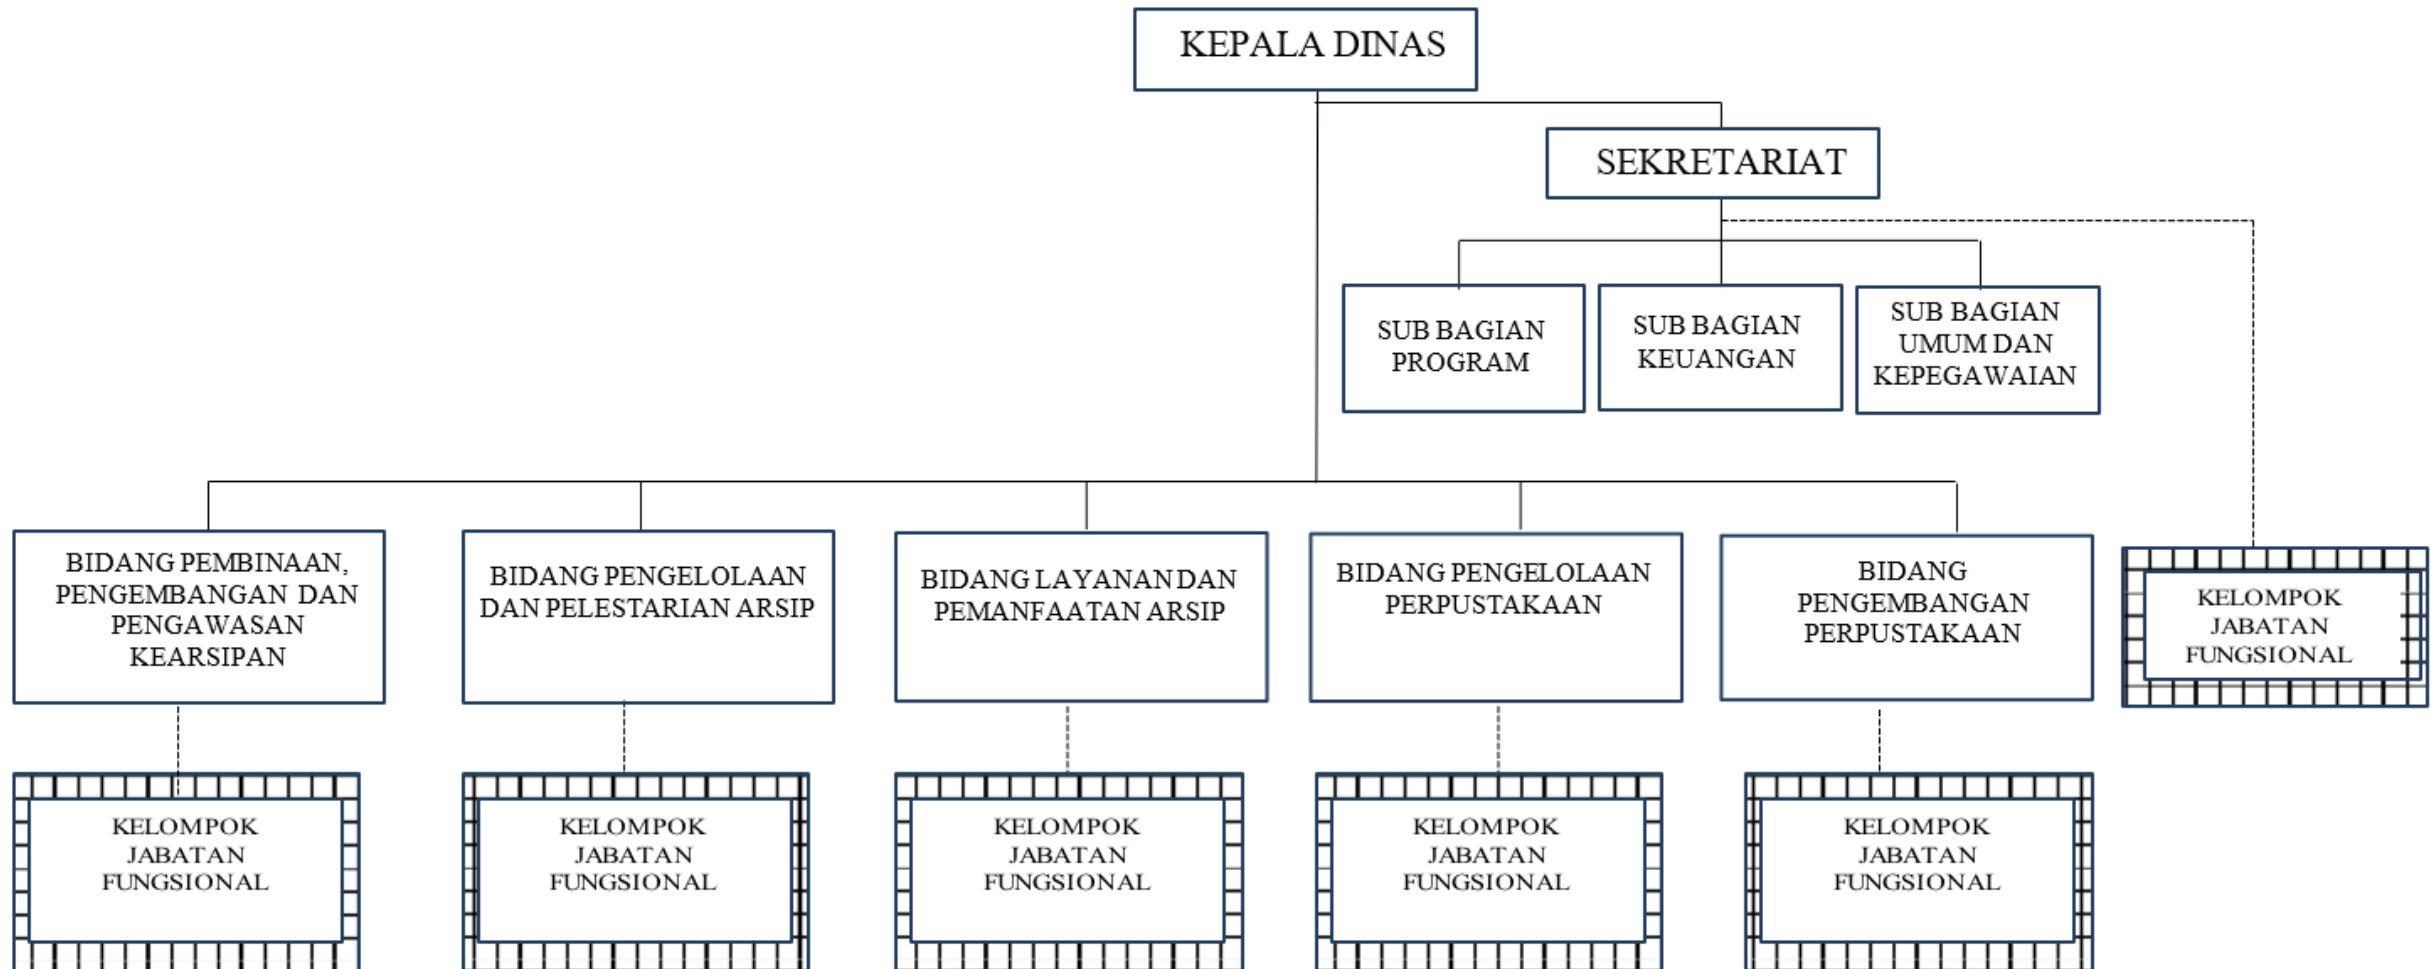 KEPALA DINAS
SEKRETARIAT
SUB BAGIAN
PROGRAM
SUB BAGIAN
KEUANGAN
SUB BAGIAN
UMUM DAN
KEPEGAWAIAN
BIDANG PEMBINAAN,
PENGEMBANGAN DAN
PENGAWASAN
KEARSIPAN
BIDANG PENGELOLAAN
DAN PELESTARIAN ARSIP
BIDANG LAYANAN DAN
PEMANFAATAN ARSIP
BIDANG PENGELOLAAN
PERPUSTAKAAN
BIDANG
PENGEMBANGAN
PERPUSTAKAAN
KELOMPOK
JABATAN
FUNGSIONAL
KELOMPOK
JABATAN
FUNGSIONAL
KELOMPOK
JABATAN
FUNGSIONAL
KELOMPOK
JABATAN
FUNGSIONAL
KELOMPOK
JABATAN
FUNGSIONAL
KELOMPOK
JABATAN
FUNGSIONAL